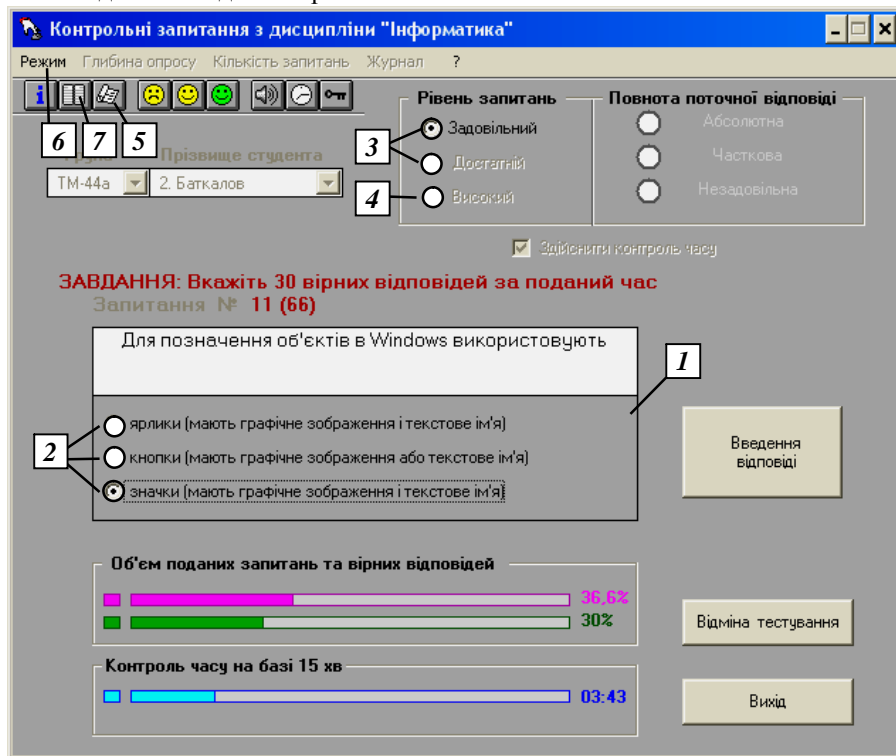 Контрольні запитання з дисципліни "Інформатика"
Режим Глибина опросу Кількість запитань Журнал ?
Рівень запитань
Повнота поточної відповіді
6 7 5
Прізвище студента
ТМ-44а 2. Баткалов
3
Задовільний
Достатній
4
Високий
Абсолютна
Часткова
Незадовільна
Здійснити контроль часу
ЗАВДАННЯ: Вкажіть 30 вірних відповідей за поданий час
Запитання № 11 (66)
Для позначення об'єктів в Windows використовують
1
2
ярлики (мають графічне зображення і текстове ім'я)
кнопки (мають графічне зображення або текстове ім'я)
значки (мають графічне зображення і текстове ім'я)
Введення
відповіді
Об'єм поданих запитань та вірних відповідей
36,6%
30%
Відміна тестування
Контроль часу на базі 15 хв
03:43
Вихід